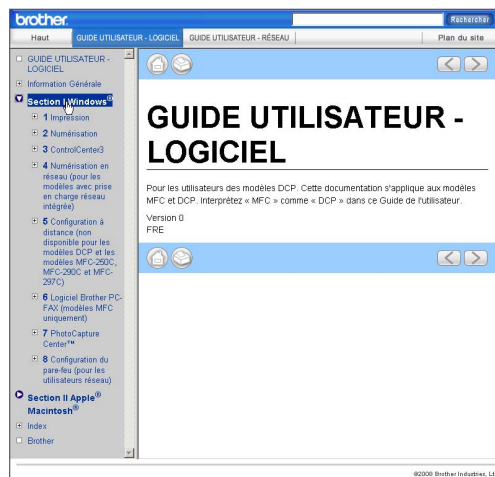 brother.
Rechercher
Haut
GUIDE UTILISATEUR - LOGICIEL
GUIDE UTILISATEUR - RÉSEAU
Plan du site
GUIDE UTILISATEUR -
LOGICIEL
Information Générale
Section I Windows®
1 Impression
2 Numérisation
3 ControlCenter3
4 Numérisation en
réseau (pour les
modèles avec prise
en charge réseau
intégrée)
5 Configuration à
distance (non
disponible pour les
modèles DCP et les
modèles MFC-250C,
MFC-290C et MFC-
297C)
6 Logiciel Brother PC-
FAX (modèles MFC
uniquement)
7 PhotoCapture
Center™
8 Configuration du
pare-feu (pour les
utilisateurs réseau)
Section II Apple®
Macintosh®
Index
Brother
GUIDE UTILISATEUR -
LOGICIEL
Pour les utilisateurs des modèles DCP. Cette documentation s'applique aux modèles
MFC et DCP. Interprétez « MFC » comme « DCP » dans ce Guide de l'utilisateur.
Version 0
FRE
©2008 Brother Industries, Lt